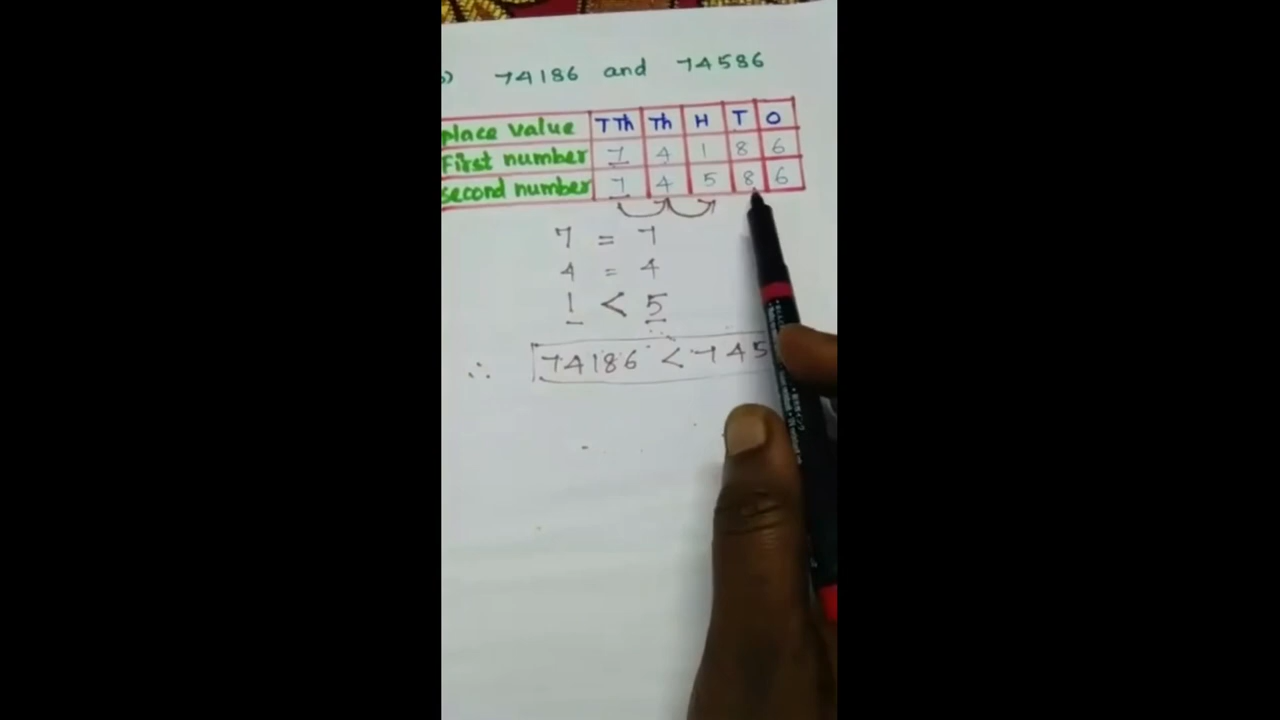 ) 74186 and 74586
place value TTh Th H T O
First number 7 4 1 8 6
second number 7 4 5 8 6
7 = 7
4 = 4
1 < 5
∴ 74186 < 745